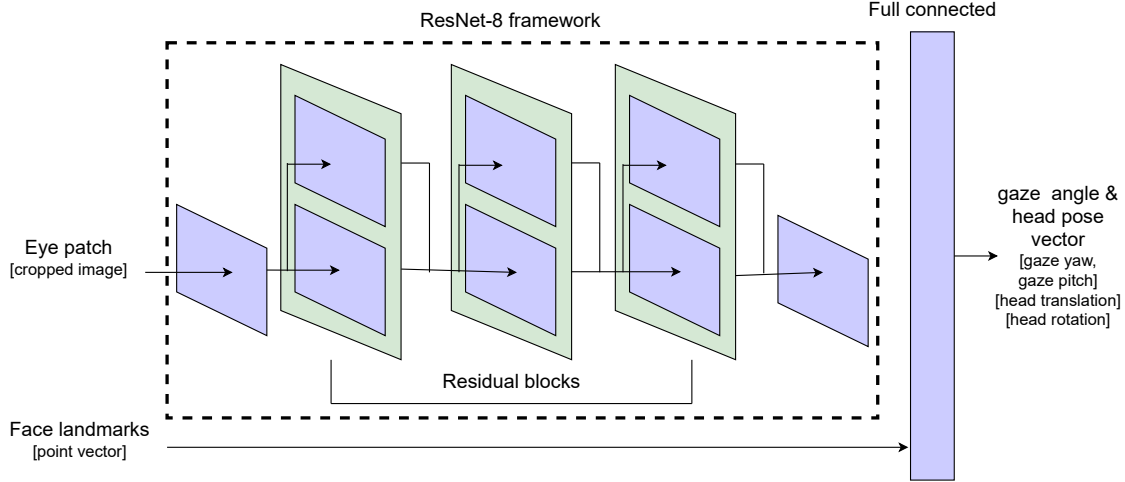 ResNet-8 framework
Full connected
Eye patch
[cropped image]
gaze angle &
head pose
vector
[gaze yaw,
gaze pitch]
[head translation]
[head rotation]
Residual blocks
Face landmarks
[point vector]